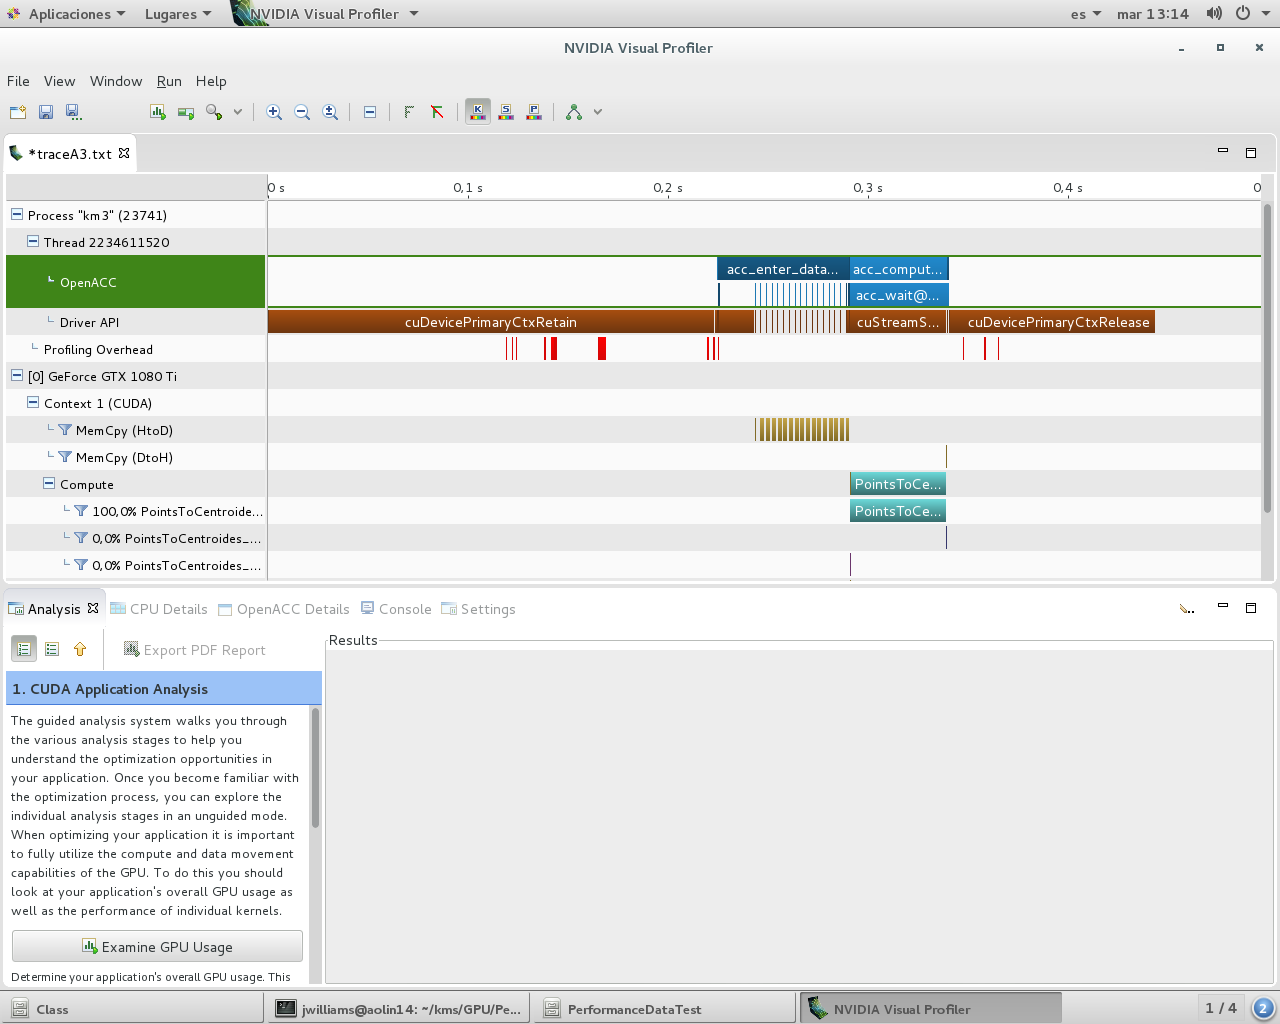 Aplicaciones Lugares NVIDIA Visual Profiler es mar 13:14
NVIDIA Visual Profiler
File View Window Run Help
*traceA3.txt
0 s 0,1 s 0,2 s 0,3 s 0,4 s 0
Process "km3" (23741)
Thread 2234611520
OpenACC
acc_enter_data... acc_comput...
acc_wait@...
Driver API
cuDevicePrimaryCtxRetain cuStreamS... cuDevicePrimaryCtxRelease
Profiling Overhead
[0] GeForce GTX 1080 Ti
Context 1 (CUDA)
MemCpy (HtoD)
MemCpy (DtoH)
Compute PointsToCe...
100,0% PointsToCentroide... PointsToCe...
0,0% PointsToCentroides_...
0,0% PointsToCentroides_...
Analysis CPU Details OpenACC Details Console Settings
Export PDF Report
Results
1. CUDA Application Analysis
The guided analysis system walks you through
the various analysis stages to help you
understand the optimization opportunities in
your application. Once you become familiar with
the optimization process, you can explore the
individual analysis stages in an unguided mode.
When optimizing your application it is important
to fully utilize the compute and data movement
capabilities of the GPU. To do this you should
look at your application's overall GPU usage as
well as the performance of individual kernels.
Examine GPU Usage
Determine your application's overall GPU usage. This
Class jwilliams@aolin14: ~/kms/GPU/Pe... PerformanceDataTest NVIDIA Visual Profiler 1 / 4 2